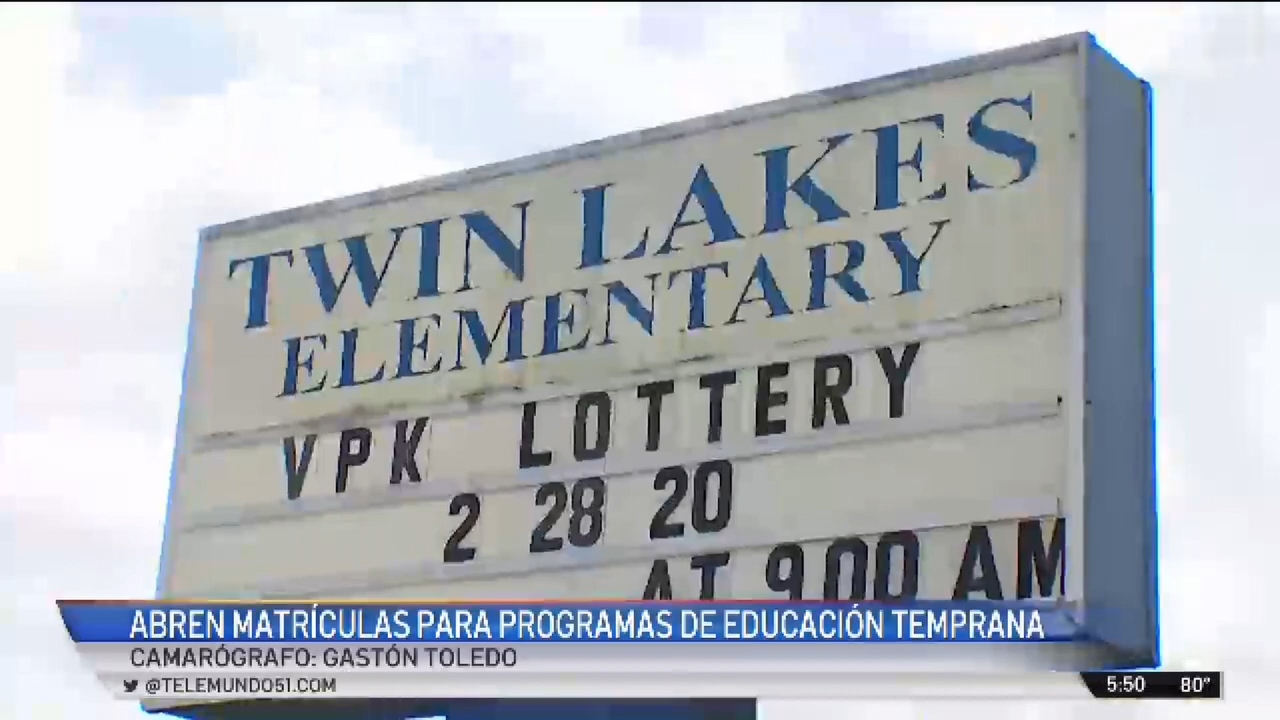 TWIN LAKES
ELEMENTARY
VPK LOTTERY
2 28 20
AT 9:00 AM
ABREN MATRÍCULAS PARA PROGRAMAS DE EDUCACIÓN TEMPRANA
CAMARÓGRAFO: GASTÓN TOLEDO
@TELEMUNDO51.COM
5:50 80°